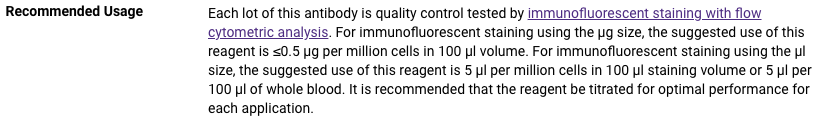 Recommended Usage
Each lot of this antibody is quality control tested by immunofluorescent staining with flow
cytometric analysis. For immunofluorescent staining using the µg size, the suggested use of this
reagent is ≤0.5 µg per million cells in 100 µl volume. For immunofluorescent staining using the µl
size, the suggested use of this reagent is 5 µl per million cells in 100 µl staining volume or 5 µl per
100 µl of whole blood. It is recommended that the reagent be titrated for optimal performance for
each application.